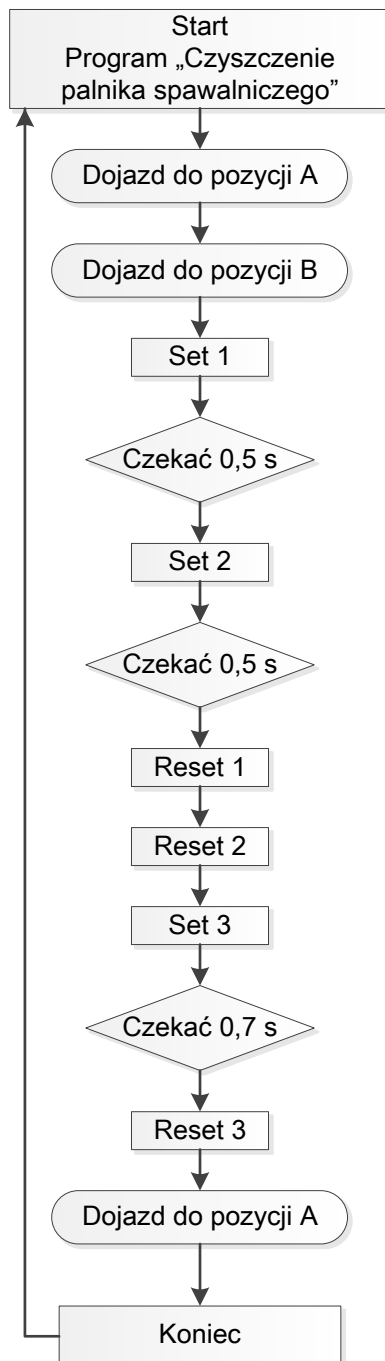 Start
Program „Czyszczenie
palnika spawalniczego”
Dojazd do pozycji A
Dojazd do pozycji B
Set 1
Czekać 0,5 s
Set 2
Czekać 0,5 s
Reset 1
Reset 2
Set 3
Czekać 0,7 s
Reset 3
Dojazd do pozycji A
Koniec